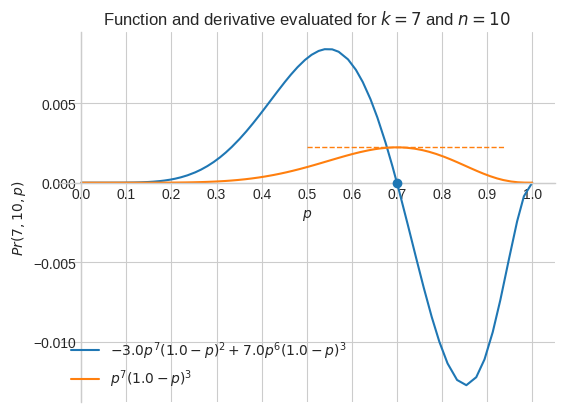 Function and derivative evaluated for k = 7 and n = 10
0.005
0.000
−0.005
−0.010
0.0 0.1 0.2 0.3 0.4 0.5 0.6 0.7 0.8 0.9 1.0
p
Pr(7, 10, p)
−3.0p⁷(1.0 − p)² + 7.0p⁶(1.0 − p)³
p⁷(1.0 − p)³